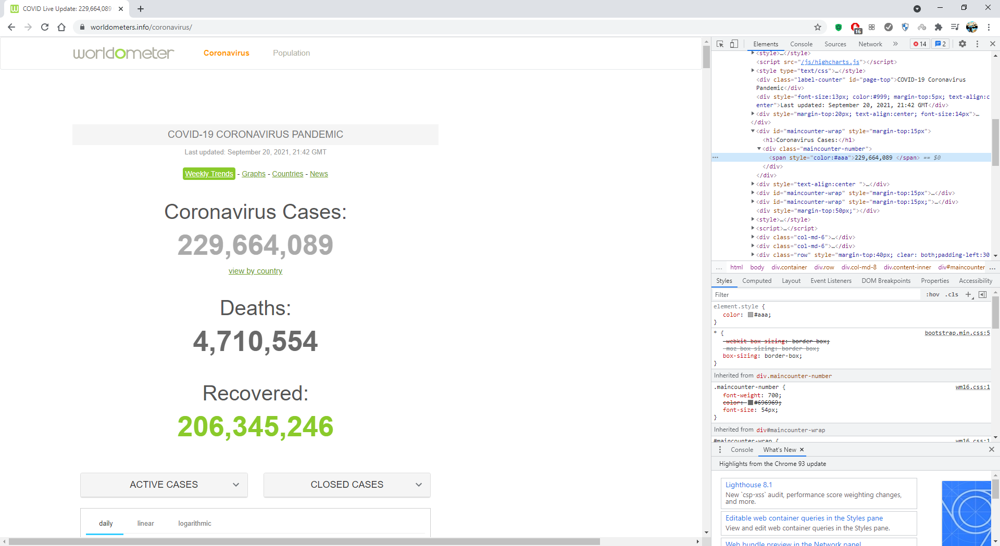 COVID Live Update: 229,664,089
worldometers.info/coronavirus/
16
worldometer
Coronavirus
Population
COVID-19 CORONAVIRUS PANDEMIC
Last updated: September 20, 2021, 21:42 GMT
Weekly Trends - Graphs - Countries - News
Coronavirus Cases:
229,664,089
view by country
Deaths:
4,710,554
Recovered:
206,345,246
ACTIVE CASES
CLOSED CASES
daily
linear
logarithmic
Elements
Console
Sources
Network
14
2
<style>…</style>
<script src="/js/highcharts.js"></script>
<style type="text/css">…</style>
<div class="label-counter" id="page-top">COVID-19 Coronavirus
Pandemic</div>
<div style="font-size:13px; color:#999; margin-top:5px; text-align:c
enter">Last updated: September 20, 2021, 21:42 GMT</div>
<div style="margin-top:20px; text-align:center; font-size:14px">…
</div>
<div id="maincounter-wrap" style="margin-top:15px">
<h1>Coronavirus Cases:</h1>
<div class="maincounter-number">
<span style="color:#aaa">229,664,089 </span> == $0
</div>
</div>
<div style="text-align:center ">…</div>
<div id="maincounter-wrap" style="margin-top:15px">…</div>
<div id="maincounter-wrap" style="margin-top:15px;">…</div>
<div style="margin-top:50px;"></div>
<style>…</style>
<script>…</script>
<div class="col-md-6">…</div>
<div class="col-md-6">…</div>
<div class="row" style="margin-top:40px; clear: both;padding-left:30
… html body div.container div.row div.col-md-8 div.content-inner div#maincounter …
Styles
Computed
Layout
Event Listeners
DOM Breakpoints
Properties
Accessibility
Filter
:hov .cls +
element.style {
color: #aaa;
}
* {
bootstrap.min.css:5
-webkit-box-sizing: border-box;
-moz-box-sizing: border-box;
box-sizing: border-box;
}
Inherited from div.maincounter-number
.maincounter-number {
wm16.css:1
font-weight: 700;
color: #696969;
font-size: 54px;
}
Inherited from div#maincounter-wrap
#maincounter-wrap {
wm16.css:1
Console
What's New
Highlights from the Chrome 93 update
Lighthouse 8.1
New `csp-xss` audit, performance score weighting changes,
and more.
Editable web container queries in the Styles pane
View and edit web container queries in the Styles pane.
Web bundle preview in the Network panel